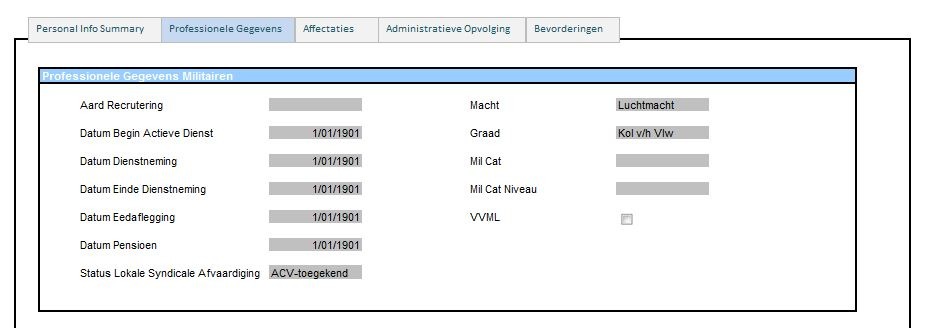 Personal Info Summary Professionele Gegevens Affectaties Administratieve Opvolging Bevorderingen
Professionele Gegevens Militairen
Aard Recrutering Macht Luchtmacht
Datum Begin Actieve Dienst 1/01/1901 Graad Kol v/h Vlw
Datum Dienstneming 1/01/1901 Mil Cat
Datum Einde Dienstneming 1/01/1901 Mil Cat Niveau
Datum Eedaflegging 1/01/1901 VVML
Datum Pensioen 1/01/1901
Status Lokale Syndicale Afvaardiging ACV-toegekend